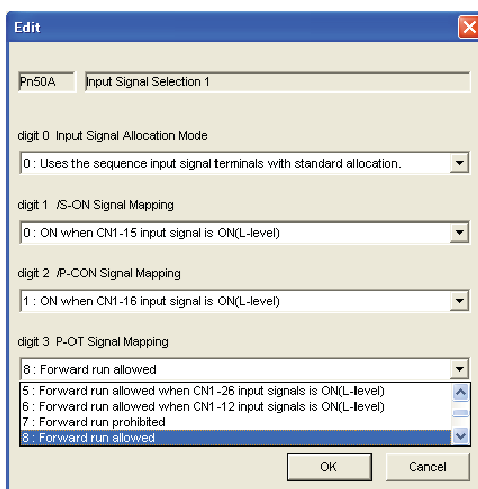 Edit
Pn50A Input Signal Selection 1
digit 0 Input Signal Allocation Mode
0 : Uses the sequence input signal terminals with standard allocation.
digit 1 /S-ON Signal Mapping
0 : ON when CN1-15 input signal is ON(L-level)
digit 2 /P-CON Signal Mapping
1 : ON when CN1-16 input signal is ON(L-level)
digit 3 P-OT Signal Mapping
8 : Forward run allowed
5 : Forward run allowed when CN1-26 input signals is ON(L-llevel)
6 : Forward run allowed when CN1-12 input signals is ON(L-level)
7 : Forward run prohibited
8 : Forward run allowed
OK Cancel